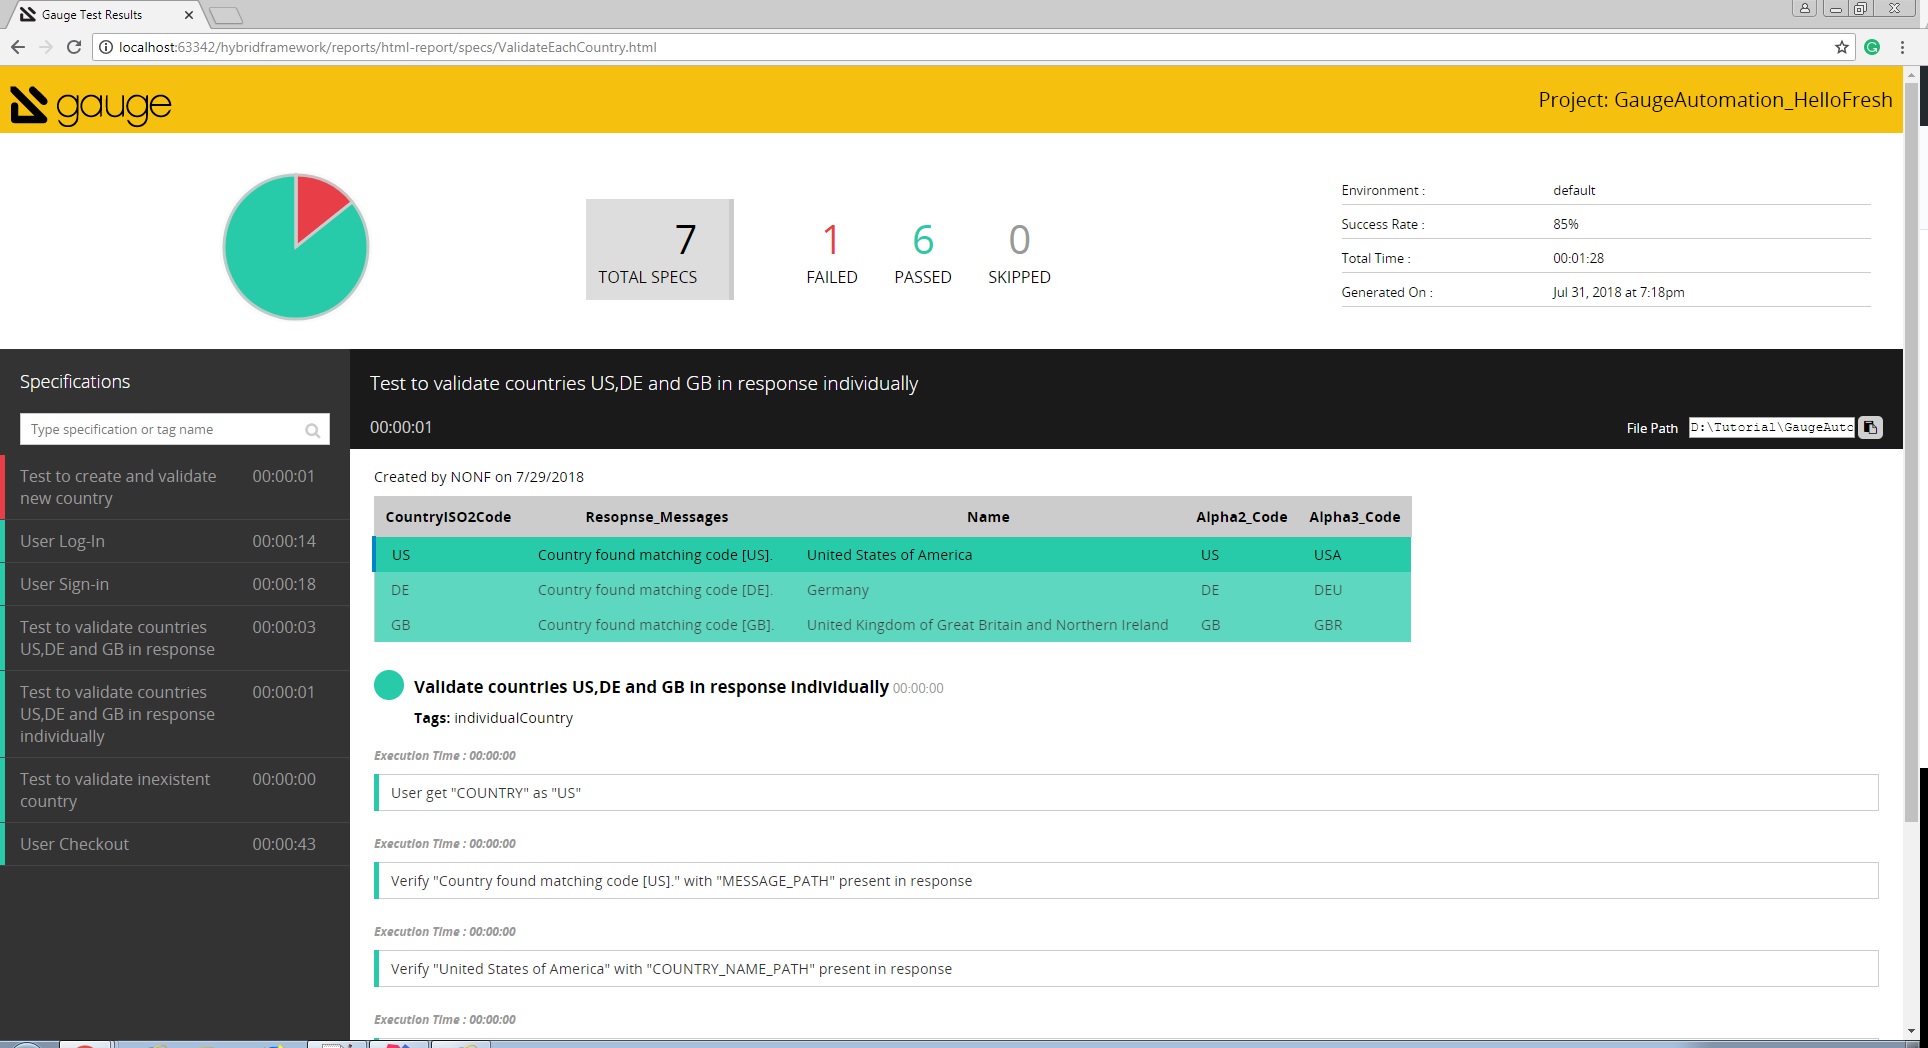 Gauge Test Results
localhost:63342/hybridframework/reports/html-report/specs/ValidateEachCountry.html
gauge
Project: GaugeAutomation_HelloFresh
7
TOTAL SPECS
1
FAILED
6
PASSED
0
SKIPPED
Environment : default
Success Rate : 85%
Total Time : 00:01:28
Generated On : Jul 31, 2018 at 7:18pm
Specifications
Type specification or tag name
Test to create and validate 00:00:01
new country
User Log-In 00:00:14
User Sign-in 00:00:18
Test to validate countries 00:00:03
US,DE and GB in response
Test to validate countries 00:00:01
US,DE and GB in response
individually
Test to validate inexistent 00:00:00
country
User Checkout 00:00:43
Test to validate countries US,DE and GB in response individually
00:00:01
File Path D:\Tutorial\GaugeAuto
Created by NONF on 7/29/2018
CountryISO2Code Resopnse_Messages Name Alpha2_Code Alpha3_Code
US Country found matching code [US]. United States of America US USA
DE Country found matching code [DE]. Germany DE DEU
GB Country found matching code [GB]. United Kingdom of Great Britain and Northern Ireland GB GBR
Validate countries US,DE and GB in response individually 00:00:00
Tags: individualCountry
Execution Time : 00:00:00
User get "COUNTRY" as "US"
Execution Time : 00:00:00
Verify "Country found matching code [US]." with "MESSAGE_PATH" present in response
Execution Time : 00:00:00
Verify "United States of America" with "COUNTRY_NAME_PATH" present in response
Execution Time : 00:00:00